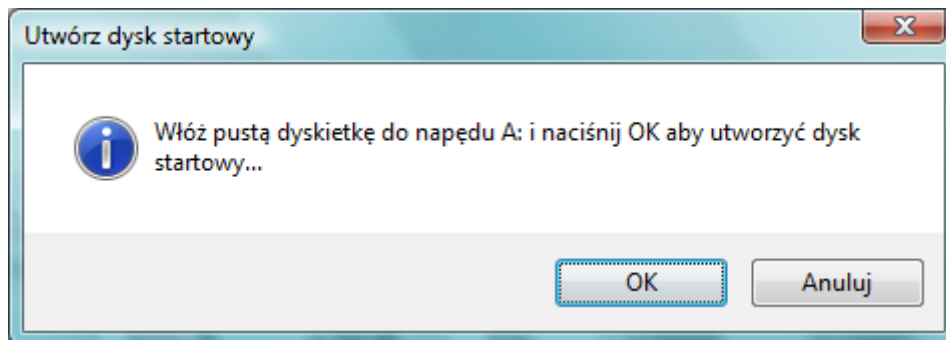 Utwórz dysk startowy
Włóż pustą dyskietkę do napędu A: i naciśnij OK aby utworzyć dysk
startowy...
OK
Anuluj